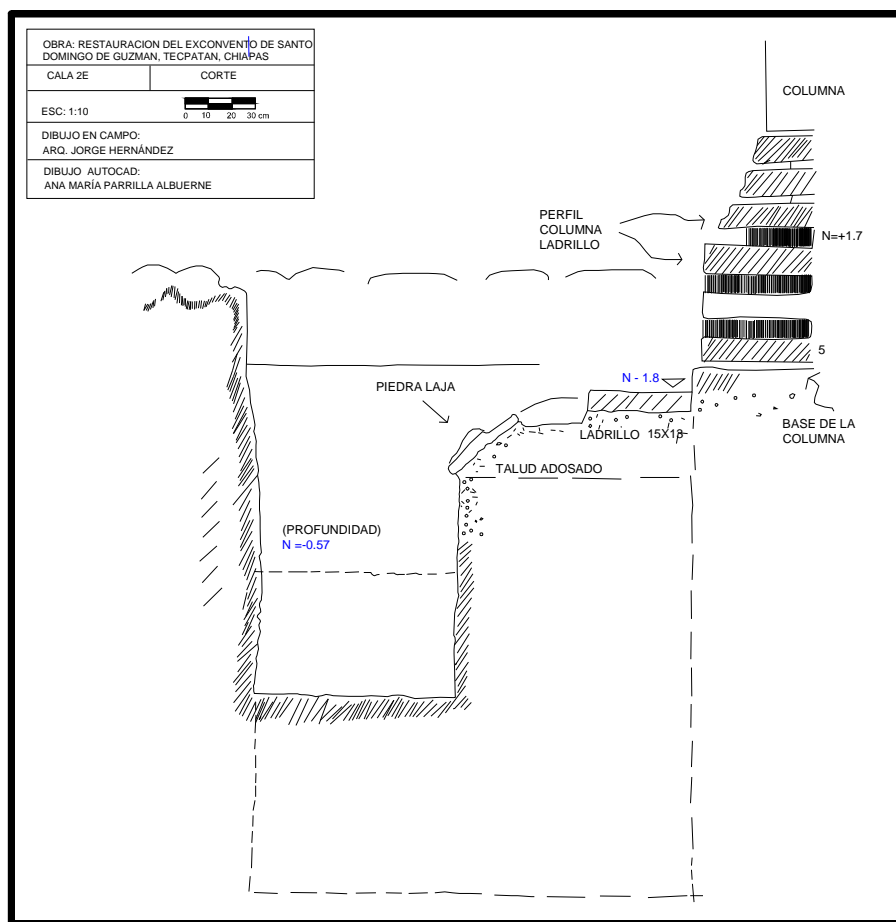 OBRA: RESTAURACION DEL EXCONVENTO DE SANTO
DOMINGO DE GUZMAN, TECPATAN, CHIAPAS
CALA 2E
CORTE
ESC: 1:10
0 10 20 30 cm
DIBUJO EN CAMPO:
ARQ. JORGE HERNÁNDEZ
DIBUJO AUTOCAD:
ANA MARÍA PARRILLA ALBUERNE
COLUMNA
PERFIL
COLUMNA
LADRILLO
N=+1.7
5
N - 1.8
PIEDRA LAJA
BASE DE LA
COLUMNA
LADRILLO 15X13
TALUD ADOSADO
(PROFUNDIDAD)
N =-0.57